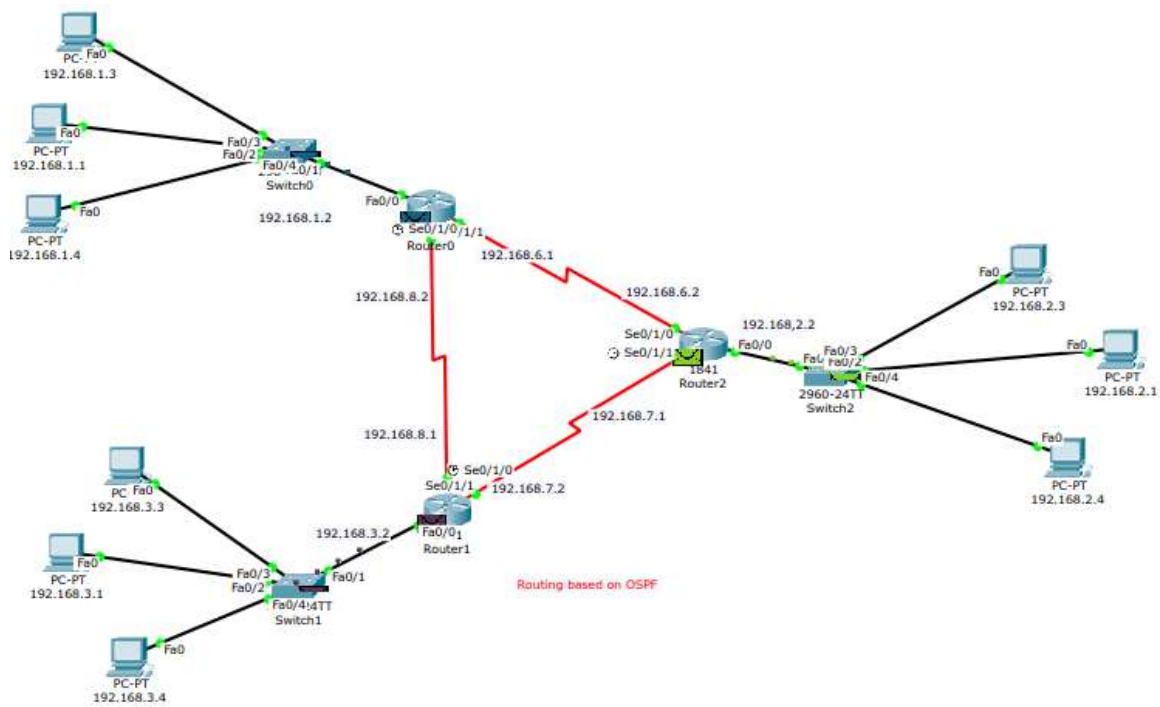 Fa0
192.168.1.3
Fa0
PC-PT
192.168.1.1
Fa0
PC-PT
192.168.1.4
Fa0/3
Fa0/2
Fa0/4
Switch0
192.168.1.2
Fa0/0
Se0/1/0
/1/1
Router0
192.168.6.1
192.168.8.2
192.168.6.2
Se0/1/0
Se0/1/1
192.168,2.2
Fa0/0
1841
Router2
Fa0/3
Fa0/2
Fa0/4
2960-24TT
Switch2
Fa0
PC-PT
192.168.2.3
Fa0
PC-PT
192.168.2.1
Fa0
PC-PT
192.168.2.4
192.168.7.1
192.168.8.1
Se0/1/0
Se0/1/1
192.168.7.2
Fa0/0
Router1
192.168.3.2
PC
Fa0
192.168.3.3
Fa0
PC-PT
192.168.3.1
Fa0/3
Fa0/2
Fa0/1
Fa0/4
Switch1
Fa0
PC-PT
192.168.3.4
Routing based on OSPF